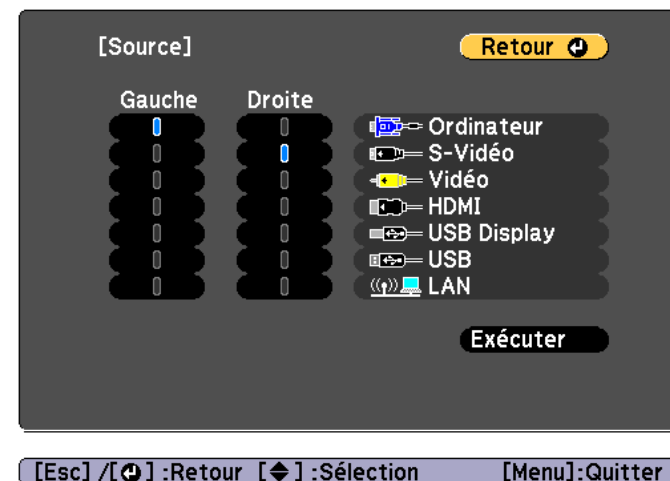 [Source]
Retour
Gauche Droite
Ordinateur
S-Vidéo
Vidéo
HDMI
USB Display
USB
LAN
Exécuter
[Esc] /[ ] :Retour [ ] :Sélection [Menu]:Quitter